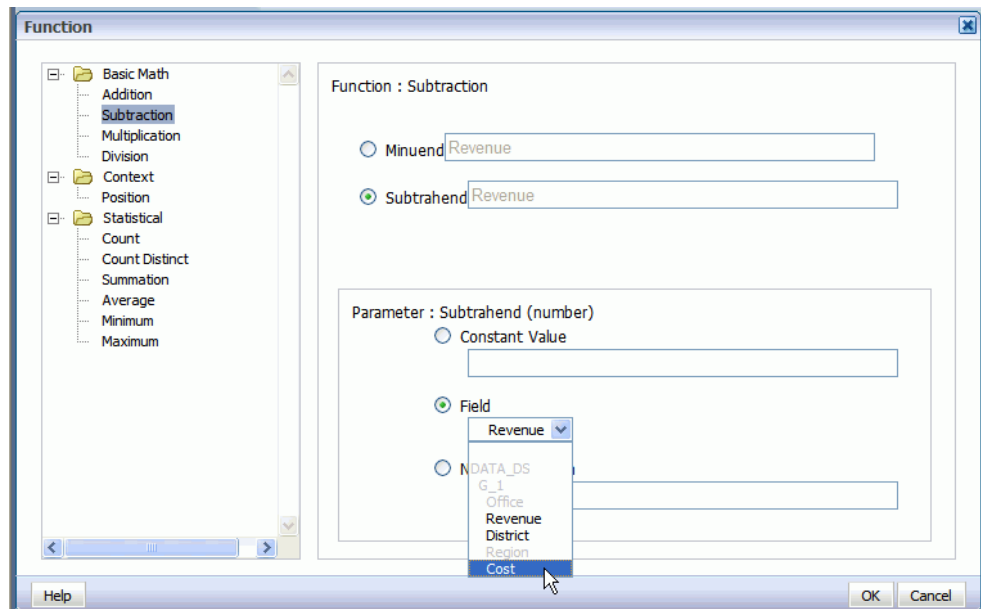 Function
Basic Math
Addition
Subtraction
Multiplication
Division
Context
Position
Statistical
Count
Count Distinct
Summation
Average
Minimum
Maximum
Function : Subtraction
Minuend Revenue
Subtrahend Revenue
Parameter : Subtrahend (number)
Constant Value
Field
Revenue
DATA_DS
G_1
Office
Revenue
District
Region
Cost
Help
OK Cancel